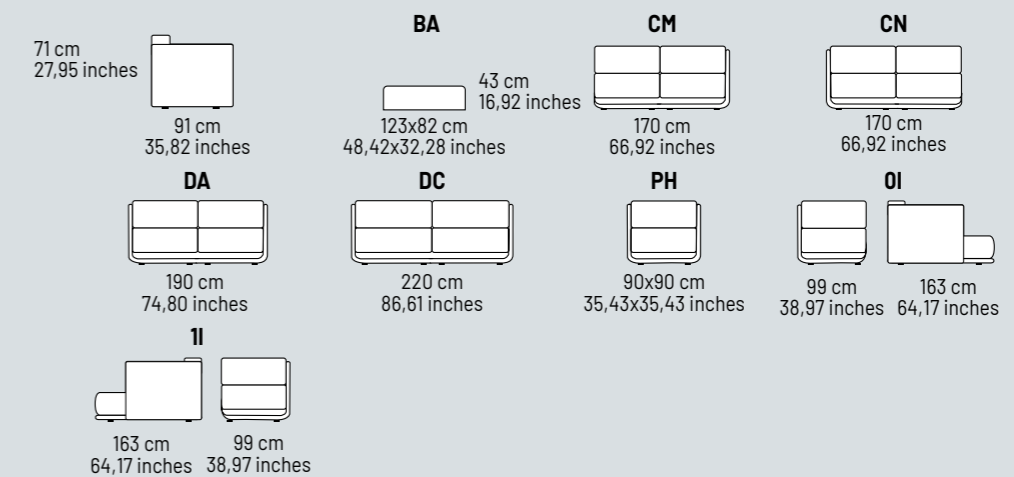 71 cm
27,95 inches
91 cm
35,82 inches
BA
43 cm
16,92 inches
123x82 cm
48,42x32,28 inches
CM
170 cm
66,92 inches
CN
170 cm
66,92 inches
DA
190 cm
74,80 inches
DC
220 cm
86,61 inches
PH
90x90 cm
35,43x35,43 inches
0I
99 cm
38,97 inches
163 cm
64,17 inches
1I
163 cm
64,17 inches
99 cm
38,97 inches